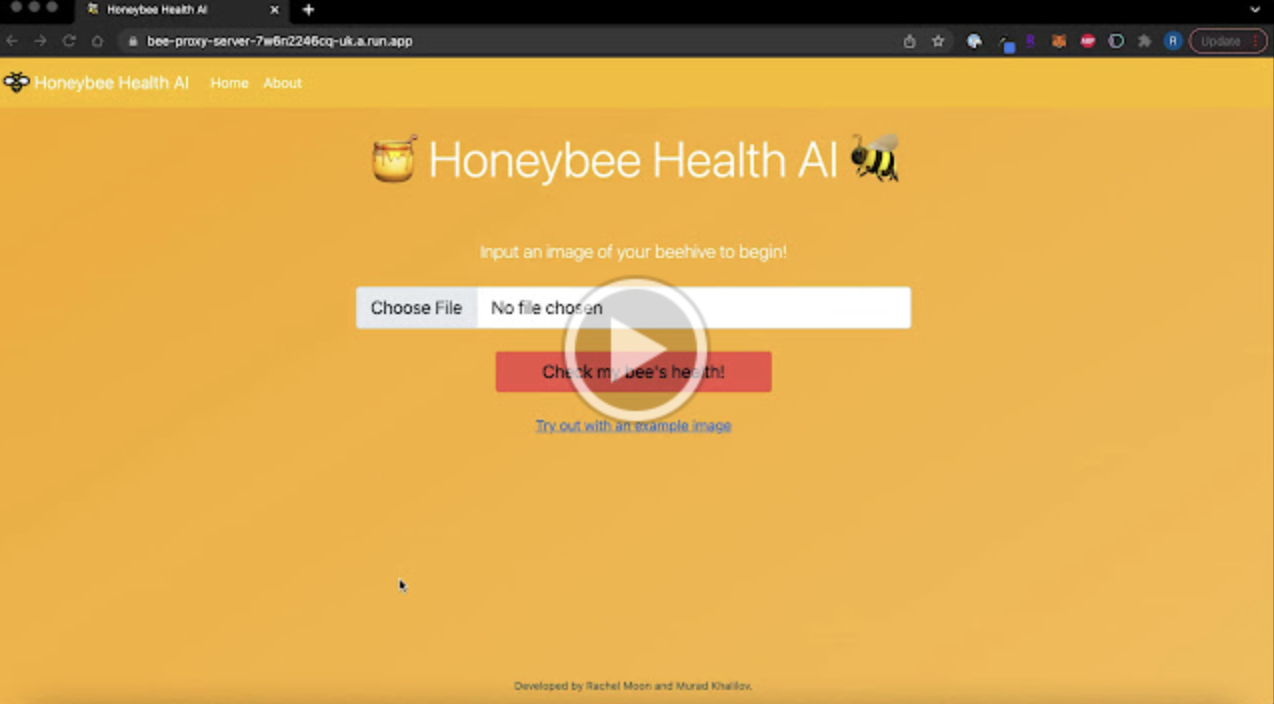 Honeybee Health AI
bee-proxy-server-7w6n2246cq-uk.a.run.app
R
Update
Honeybee Health AI Home About
Honeybee Health AI
Input an image of your beehive to begin!
Choose File No file chosen
Check my bee's health!
Try out with an example image
Developed by Rachel Moon and Murad Khalilov.